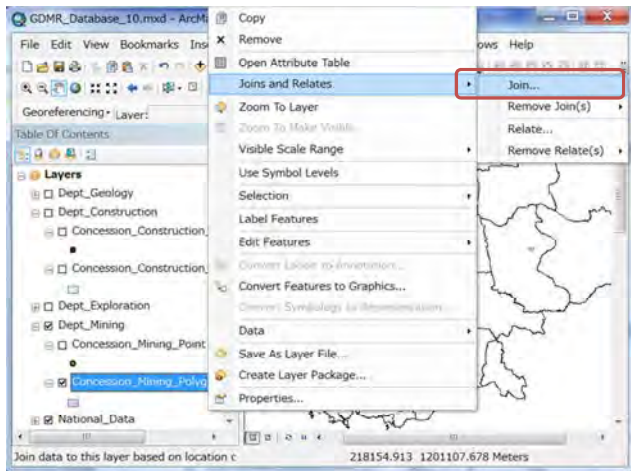 GDMR_Database_10.mxd - ArcMa
File Edit View Bookmarks Ins
ows Help
Georeferencing Layer:
Table Of Contents
Layers
Dept_Geology
Dept_Construction
Concession_Construction_
Concession_Construction_
Dept_Exploration
Dept_Mining
Concession_Mining_Point
Concession_Mining_Polyg
National_Data
Copy
Remove
Open Attribute Table
Joins and Relates
Zoom To Layer
Zoom To Make Visible
Visible Scale Range
Use Symbol Levels
Selection
Label Features
Edit Features
Convert Labels to Annotation...
Convert Features to Graphics...
Convert Symbology to Representation...
Data
Save As Layer File...
Create Layer Package...
Properties...
Join...
Remove Join(s)
Relate...
Remove Relate(s)
Join data to this layer based on location c
218154.913 1201107.678 Meters